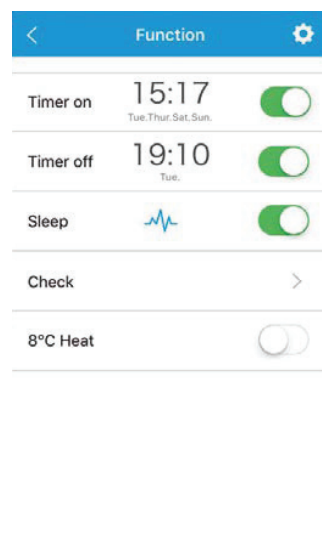 Function
Timer on
15:17
Tue.Thur.Sat.Sun.
Timer off
19:10
Tue.
Sleep
Check
8°C Heat